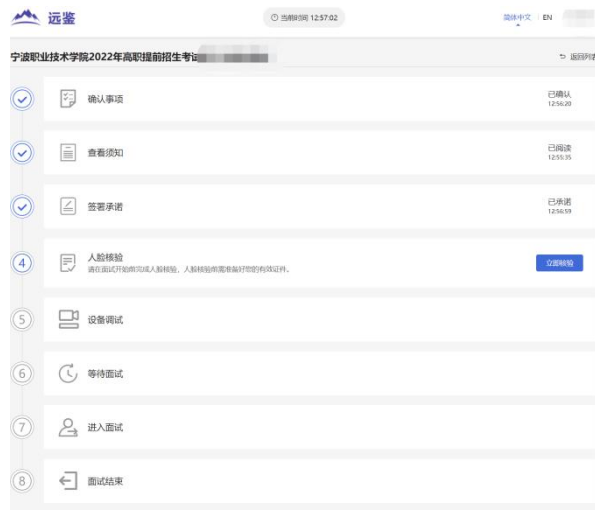 远鉴
当前时间 12:57:02
简体中文 EN
宁波职业技术学院2022年高职提前招生考
返回列表
确认事项
已确认
12:56:20
查看须知
已阅读
12:55:35
签署承诺
已承诺
12:56:59
4
人脸核验
请在面试开始前完成人脸核验，人脸核验前需准备好您的有效证件。
立即核验
5
设备调试
6
等待面试
7
进入面试
8
面试结束